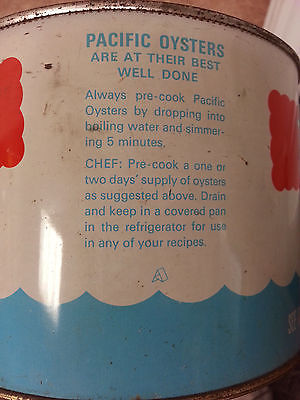 PACIFIC OYSTERS
ARE AT THEIR BEST
WELL DONE
Always pre-cook Pacific
Oysters by dropping into
boiling water and simmer-
ing 5 minutes.
CHEF: Pre-cook a one or
two days' supply of oysters
as suggested above. Drain
and keep in a covered pan
in the refrigerator for use
in any of your recipes.